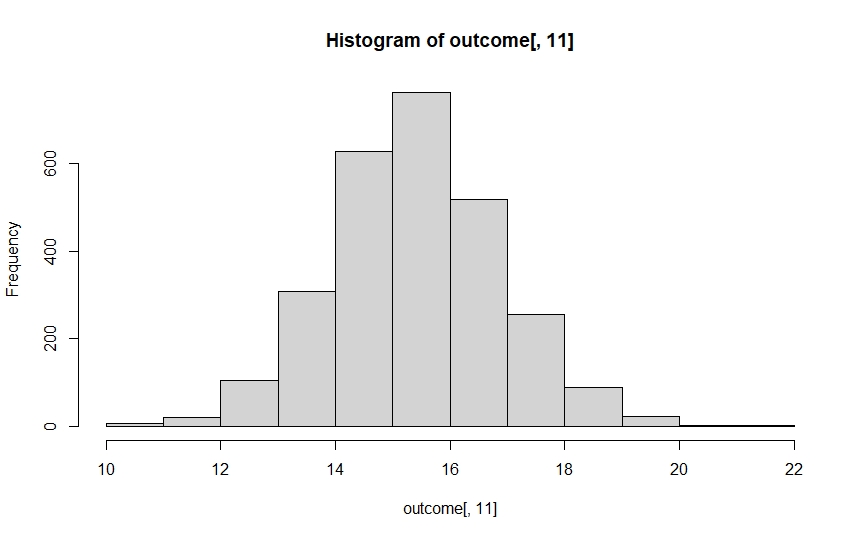 Histogram of outcome[, 11]
Frequency
600
400
200
0
10 12 14 16 18 20 22
outcome[, 11]